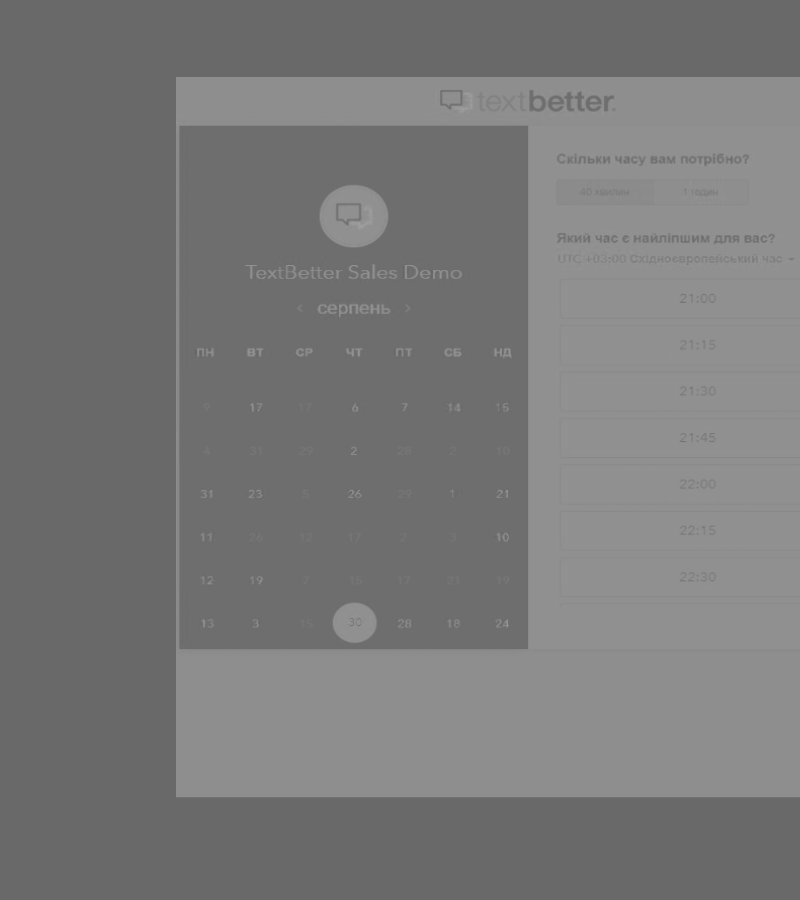 textbetter.
Скільки часу вам потрібно?
40 хвилин 1 годин
Який час є найліпшим для вас?
UTC +03:00 Східноєвропейський час
TextBetter Sales Demo
‹ серпень ›
ПН ВТ СР ЧТ ПТ СБ НД
9 17 6 7 14 15
4 31 29 2 28 2 10
31 23 5 26 29 1 21
11 26 12 17 2 3 10
12 19 7 16 17 21 19
13 3 30 28 18 24
21:00
21:15
21:30
21:45
22:00
22:15
22:30